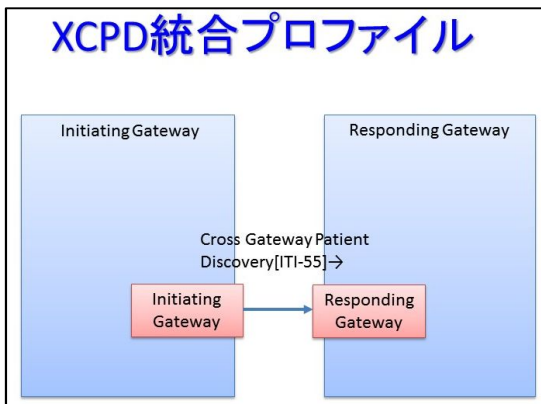 XCPD統合プロファイル
Initiating Gateway
Responding Gateway
Cross Gateway Patient
Discovery[ITI-55]→
Initiating
Gateway
Responding
Gateway